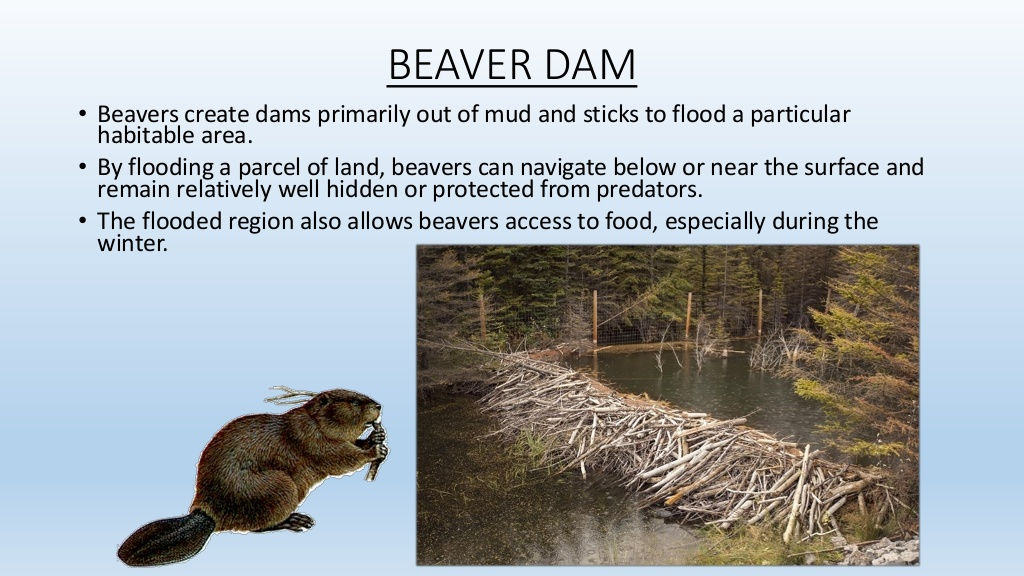 BEAVER DAM
• Beavers create dams primarily out of mud and sticks to flood a particular
habitable area.
• By flooding a parcel of land, beavers can navigate below or near the surface and
remain relatively well hidden or protected from predators.
• The flooded region also allows beavers access to food, especially during the
winter.